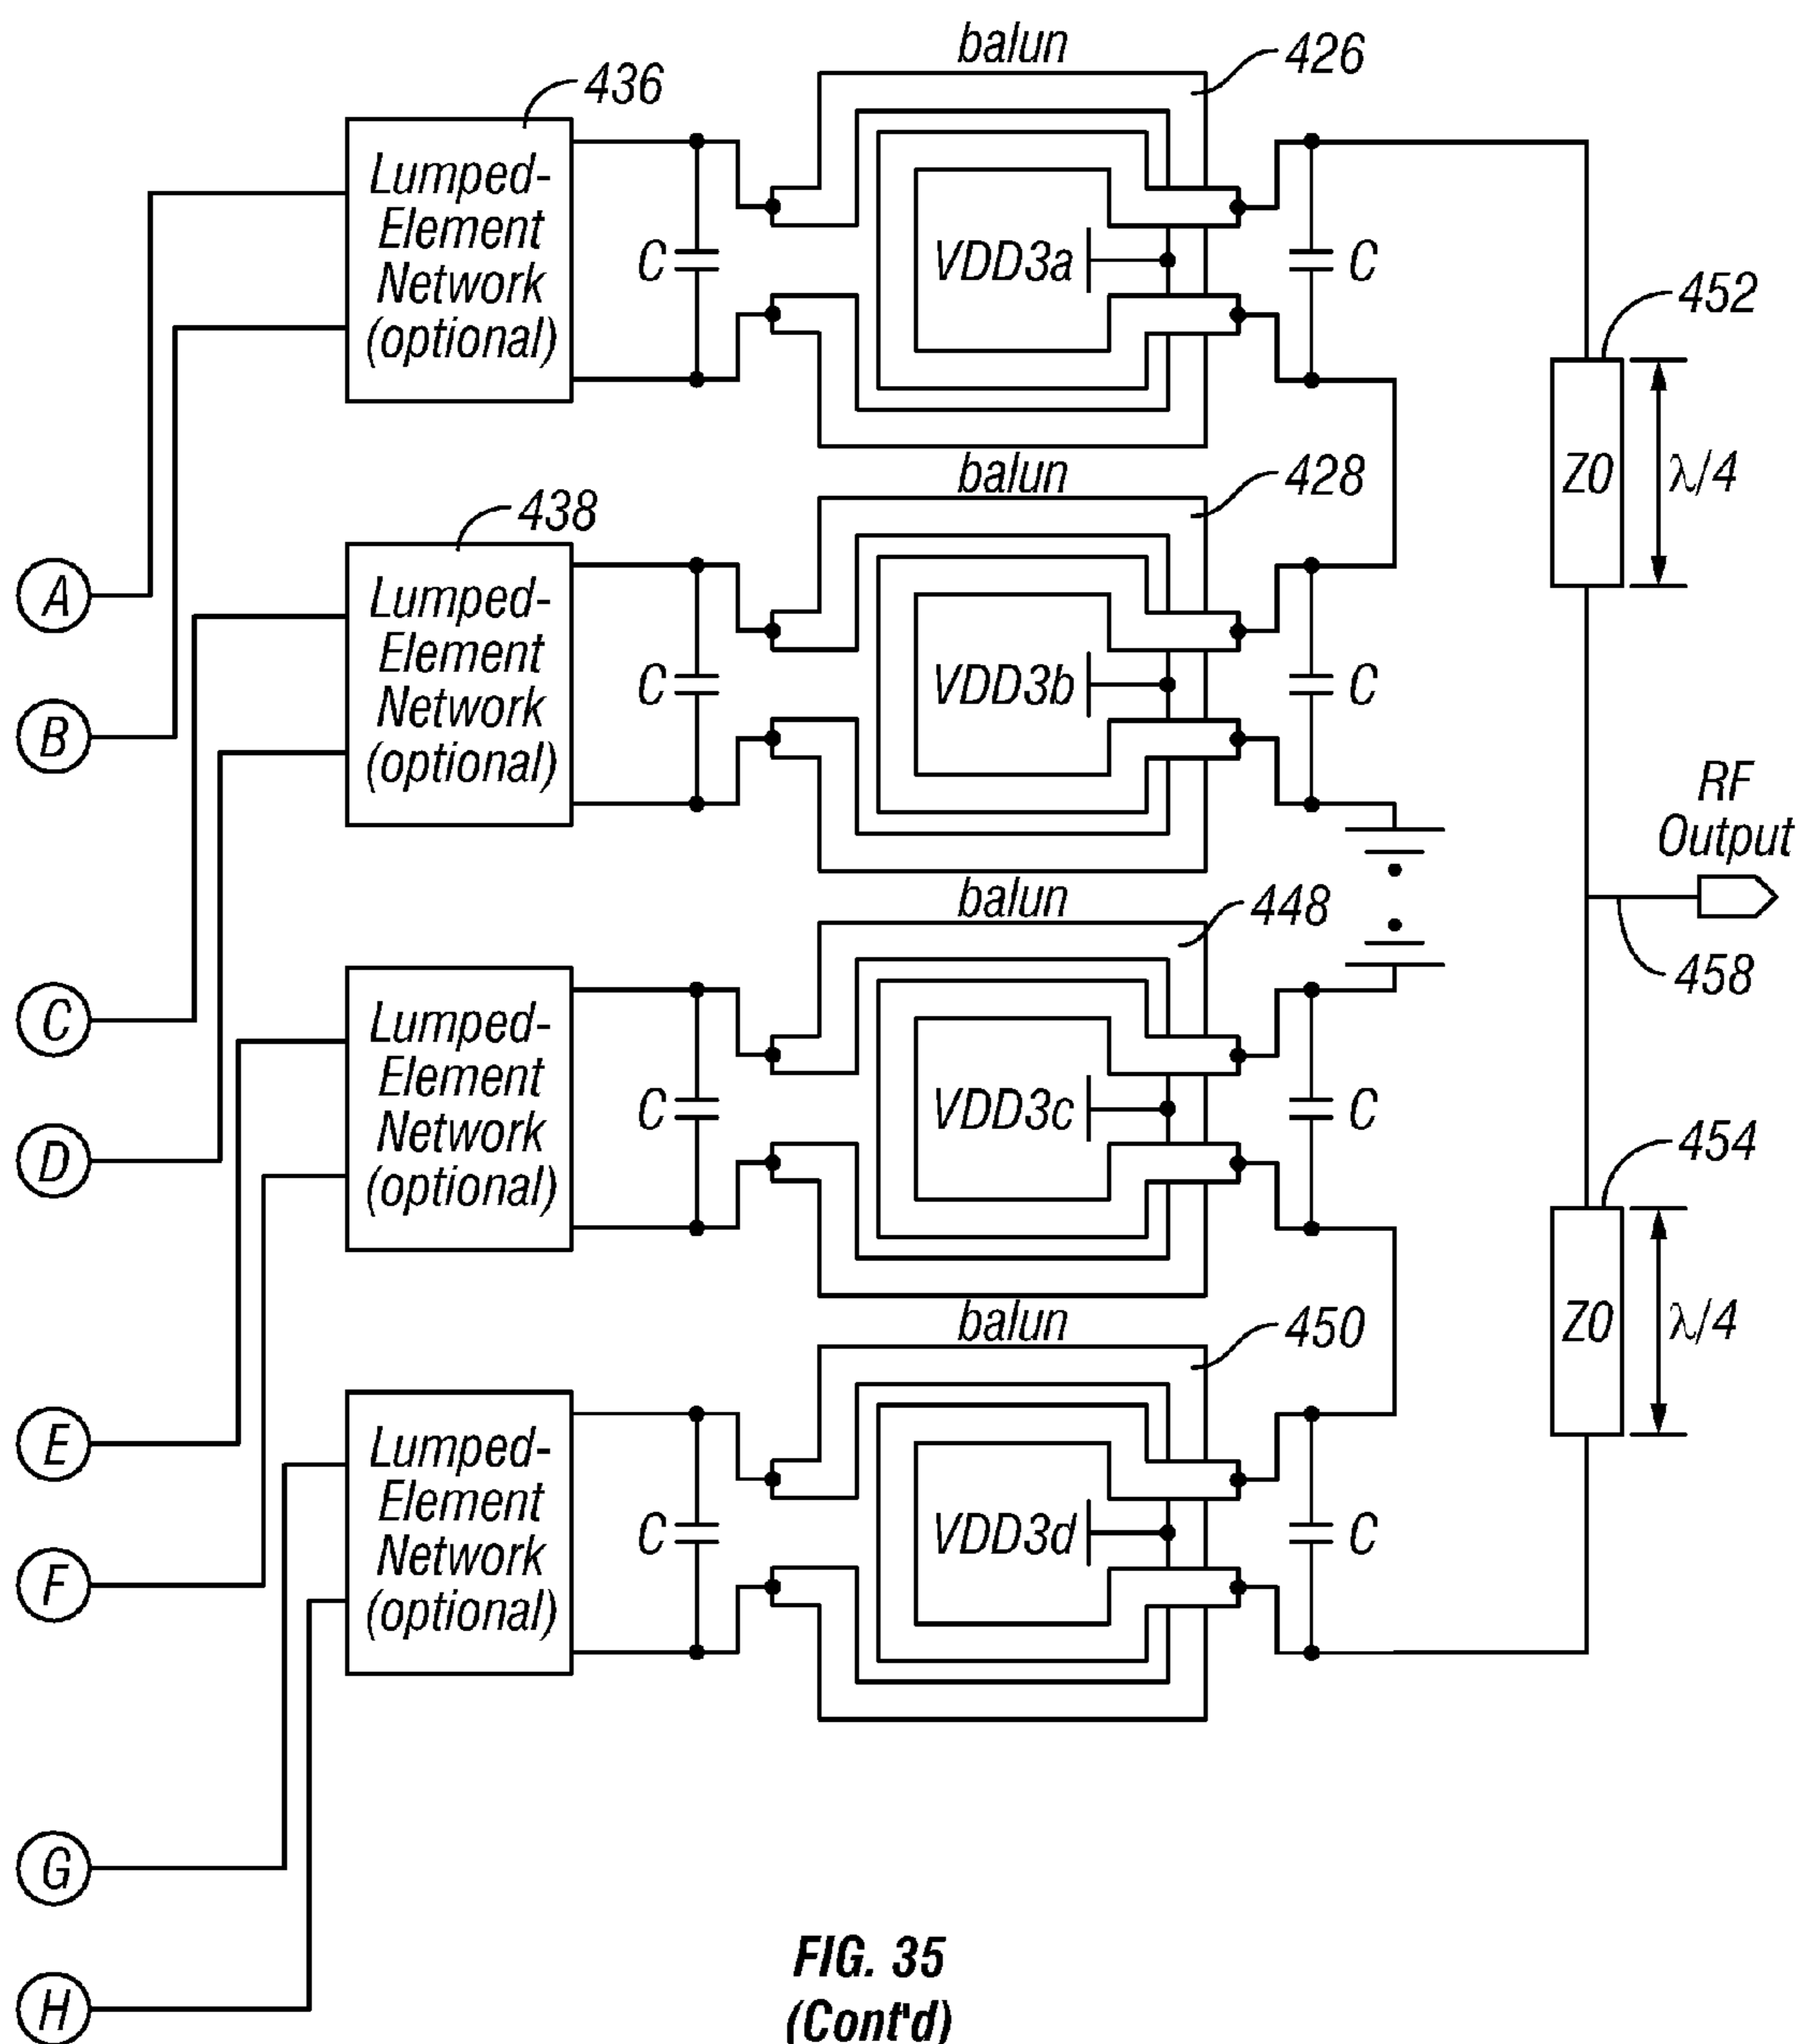 balun
426
436
Lumped-
Element
Network
(optional)
C
VDD3a
C
452
Z0
λ/4
balun
428
438
A
Lumped-
Element
Network
(optional)
C
VDD3b
C
B
RF
Output
balun
448
458
C
Lumped-
Element
Network
(optional)
C
VDD3c
C
D
454
Z0
λ/4
balun
450
E
Lumped-
Element
Network
(optional)
C
VDD3d
C
F
G
H
FIG. 35
(Cont'd)